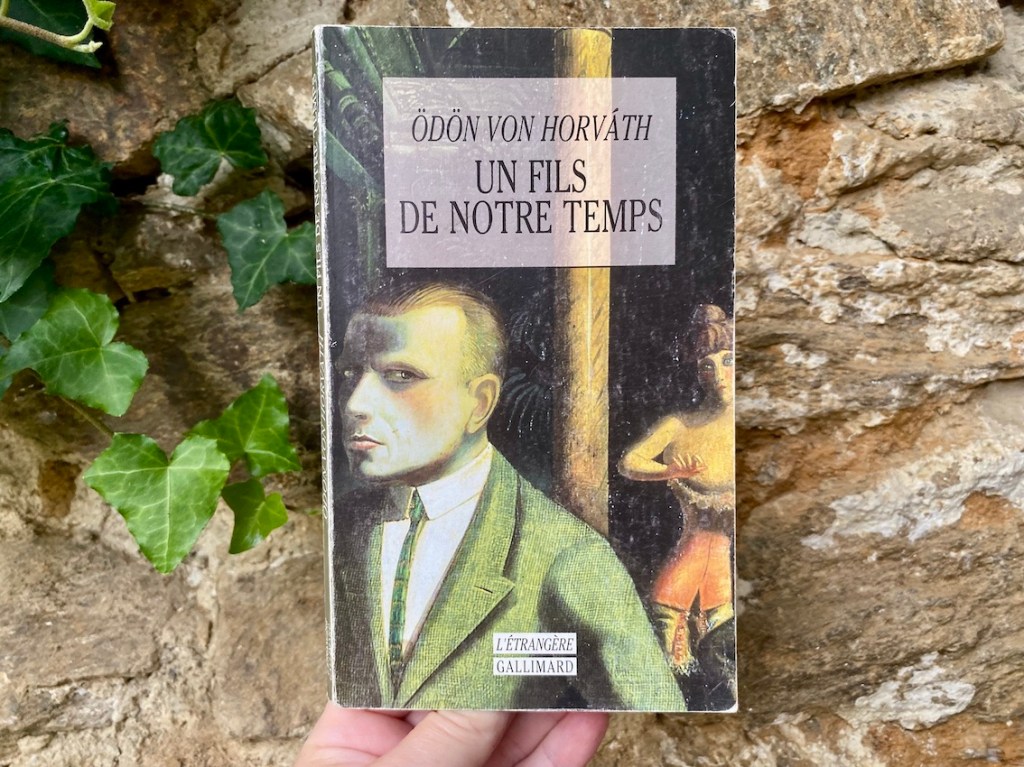 ÖDÖN VON HORVÁTH
UN FILS
DE NOTRE TEMPS
L'ÉTRANGÈRE
GALLIMARD